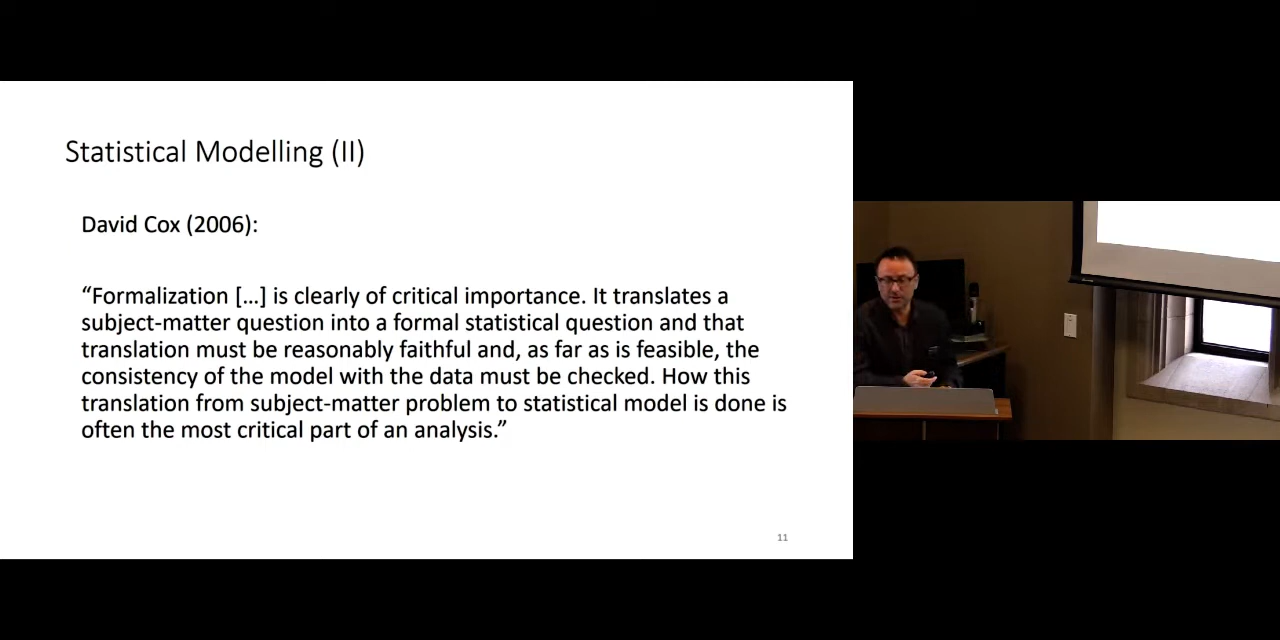 Statistical Modelling (II)
David Cox (2006):
“Formalization […] is clearly of critical importance. It translates a
subject-matter question into a formal statistical question and that
translation must be reasonably faithful and, as far as is feasible, the
consistency of the model with the data must be checked. How this
translation from subject-matter problem to statistical model is done is
often the most critical part of an analysis.”
11